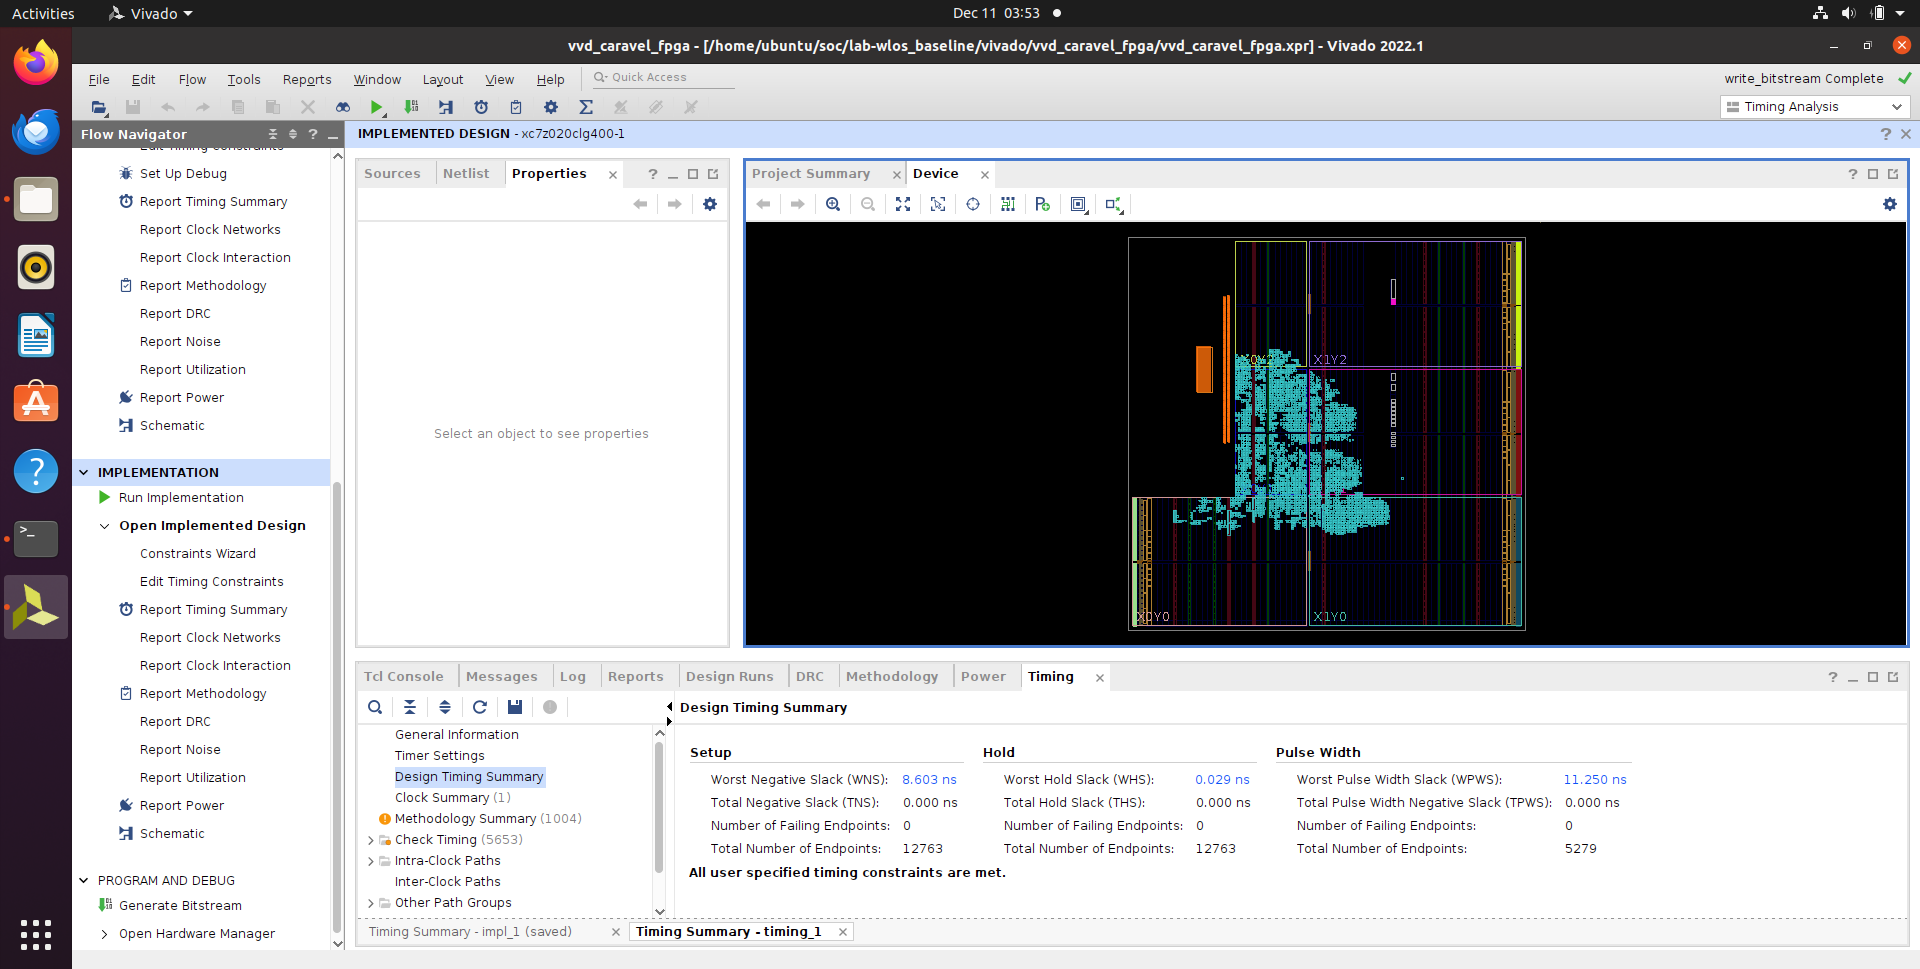 Activities
Vivado
Dec 11 03:53
vvd_caravel_fpga - [/home/ubuntu/soc/lab-wlos_baseline/vivado/vvd_caravel_fpga/vvd_caravel_fpga.xpr] - Vivado 2022.1
File Edit Flow Tools Reports Window Layout View Help
Quick Access
write_bitstream Complete
Timing Analysis
Flow Navigator
IMPLEMENTED DESIGN - xc7z020clg400-1
Edit Timing Constraints
Set Up Debug
Report Timing Summary
Report Clock Networks
Report Clock Interaction
Report Methodology
Report DRC
Report Noise
Report Utilization
Report Power
Schematic
IMPLEMENTATION
Run Implementation
Open Implemented Design
Constraints Wizard
Edit Timing Constraints
Report Timing Summary
Report Clock Networks
Report Clock Interaction
Report Methodology
Report DRC
Report Noise
Report Utilization
Report Power
Schematic
PROGRAM AND DEBUG
Generate Bitstream
Open Hardware Manager
Sources Netlist Properties
Select an object to see properties
Project Summary Device
X1Y2
X0Y0
X1Y0
Tcl Console Messages Log Reports Design Runs DRC Methodology Power Timing
General Information
Timer Settings
Design Timing Summary
Clock Summary (1)
Methodology Summary (1004)
Check Timing (5653)
Intra-Clock Paths
Inter-Clock Paths
Other Path Groups
Design Timing Summary
Setup Hold Pulse Width
Worst Negative Slack (WNS): 8.603 ns Worst Hold Slack (WHS): 0.029 ns Worst Pulse Width Slack (WPWS): 11.250 ns
Total Negative Slack (TNS): 0.000 ns Total Hold Slack (THS): 0.000 ns Total Pulse Width Negative Slack (TPWS): 0.000 ns
Number of Failing Endpoints: 0 Number of Failing Endpoints: 0 Number of Failing Endpoints: 0
Total Number of Endpoints: 12763 Total Number of Endpoints: 12763 Total Number of Endpoints: 5279
All user specified timing constraints are met.
Timing Summary - impl_1 (saved) Timing Summary - timing_1